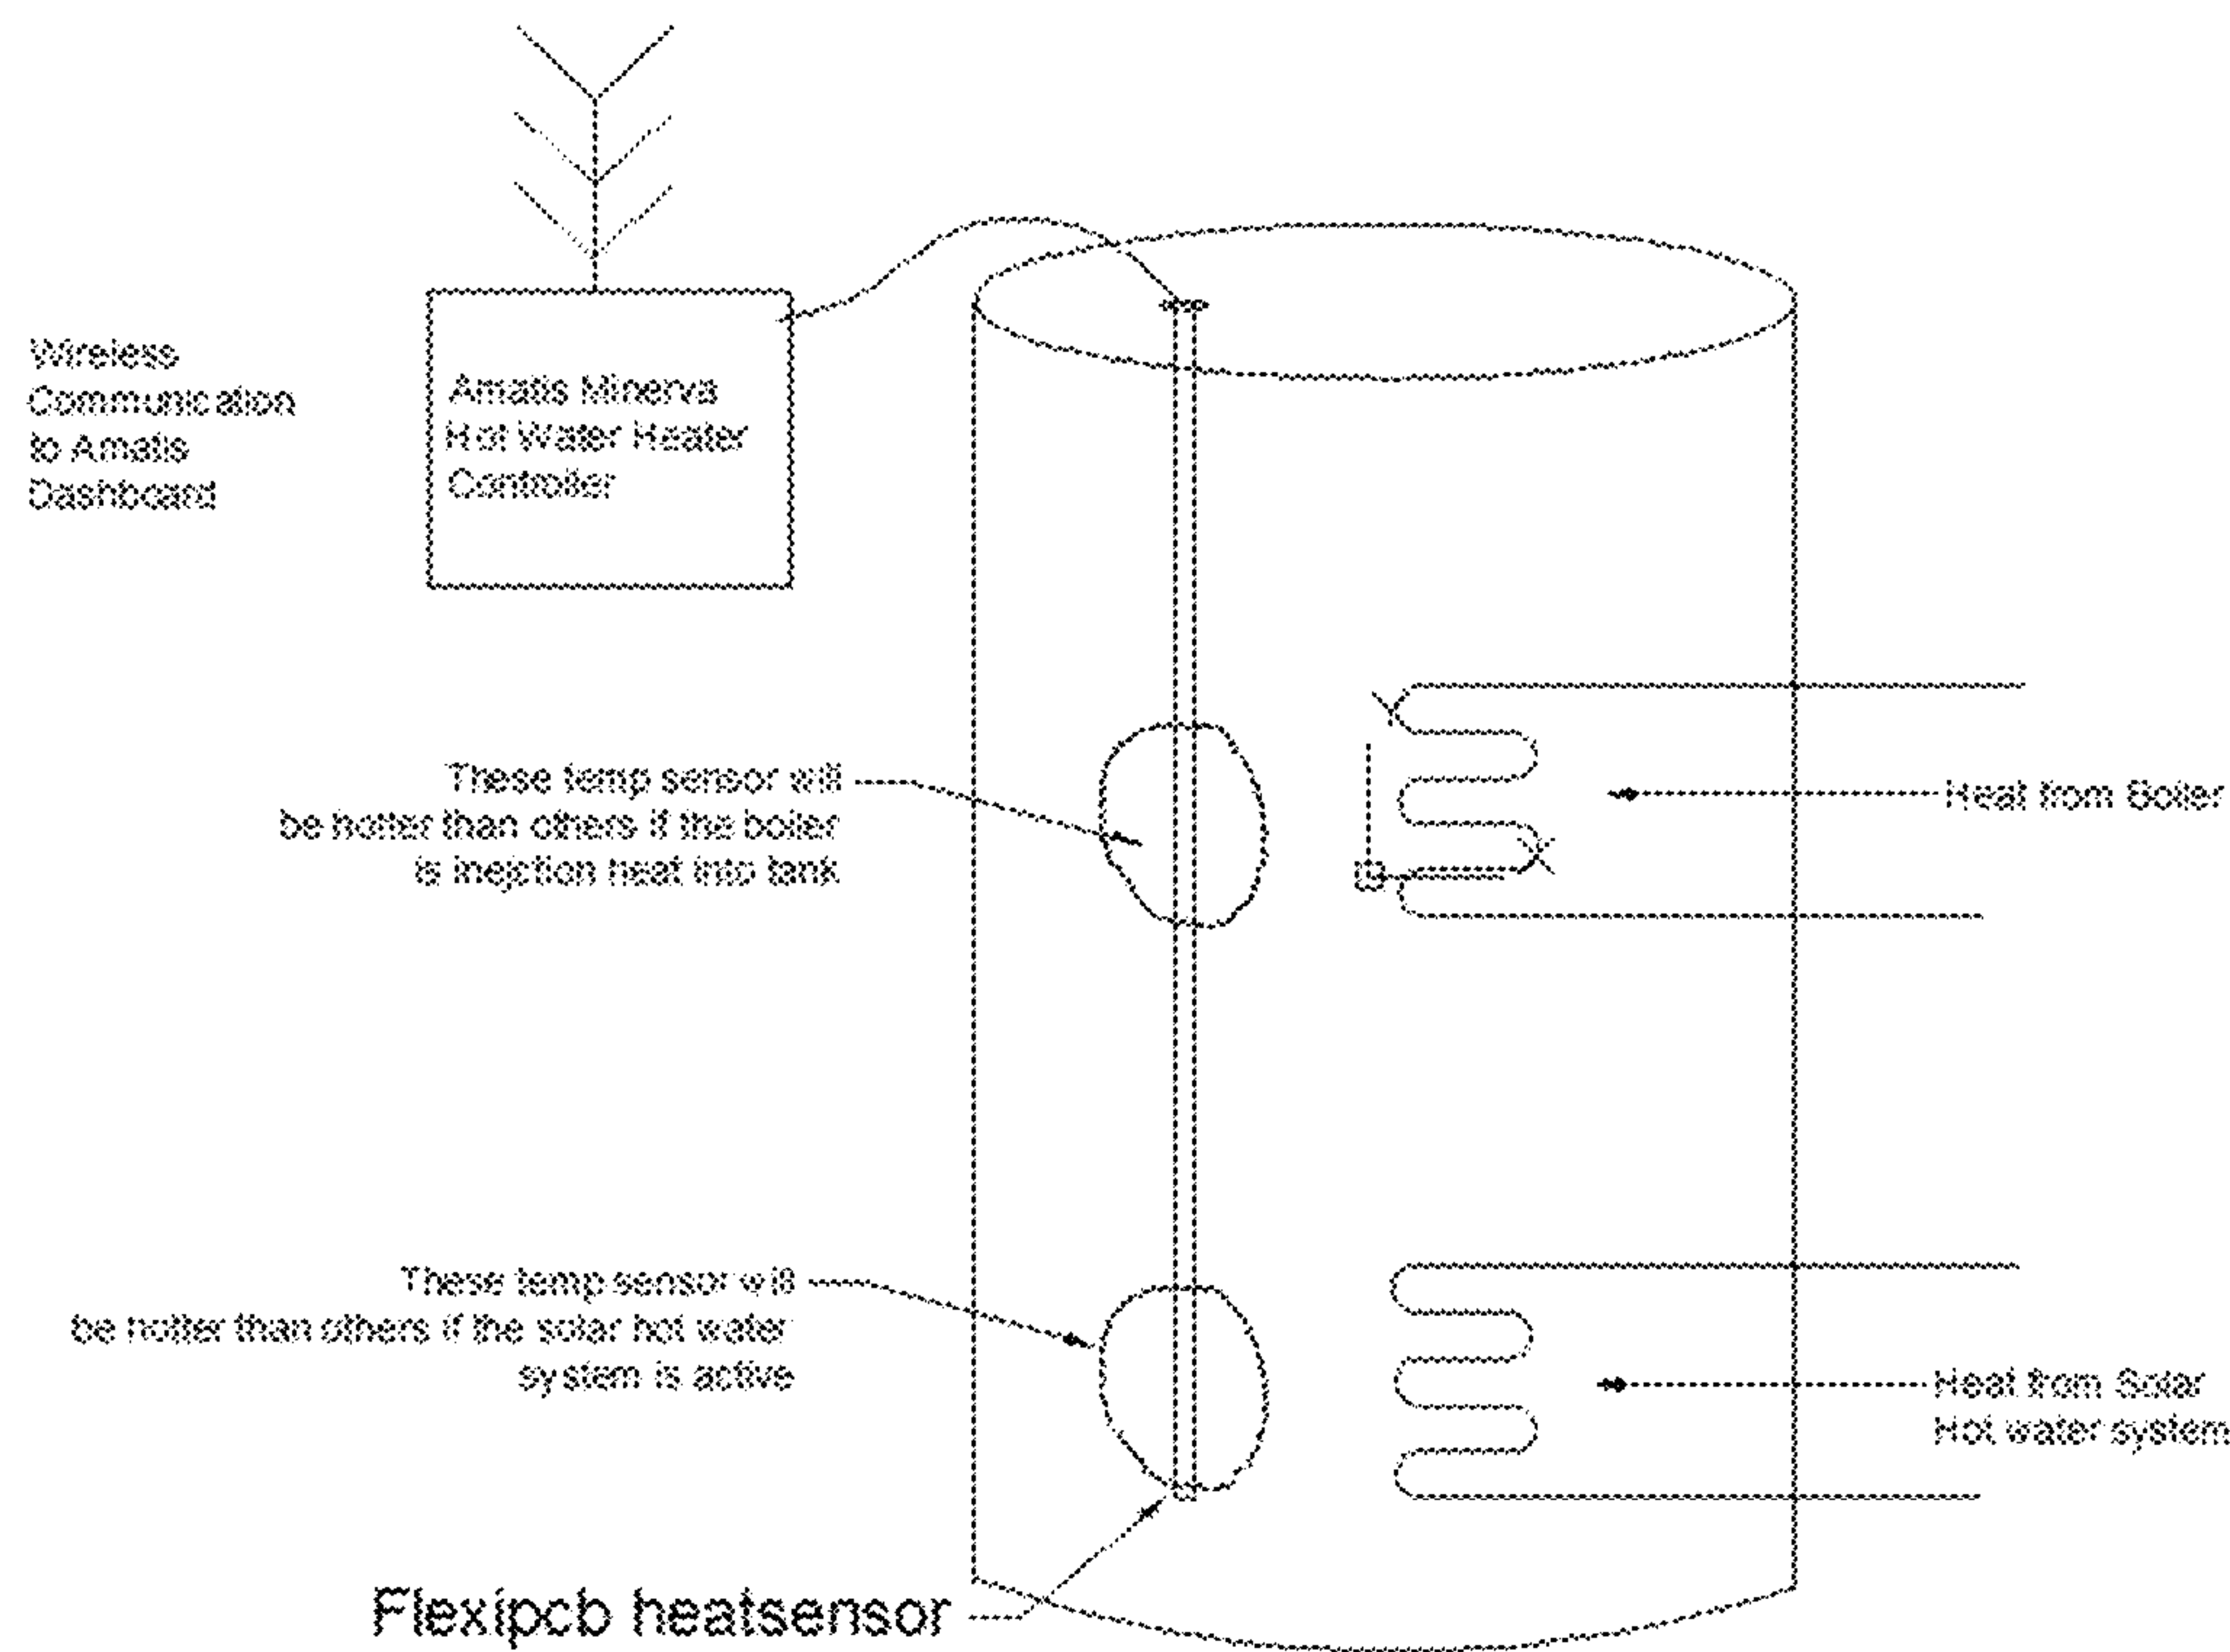 Wireless
Communication
to Amatis
Dashboard
Amatis Minerva
Hot Water Heater
Controller
These temp sensor will
be hotter than others if the boiler
is inejction heat into tank
Heat from Boiler
These temp sensor will
be hotter than others if the solar hot water
system is active
Heat from Solar
Hot water system
Flexipcb heatsensor
Y
X